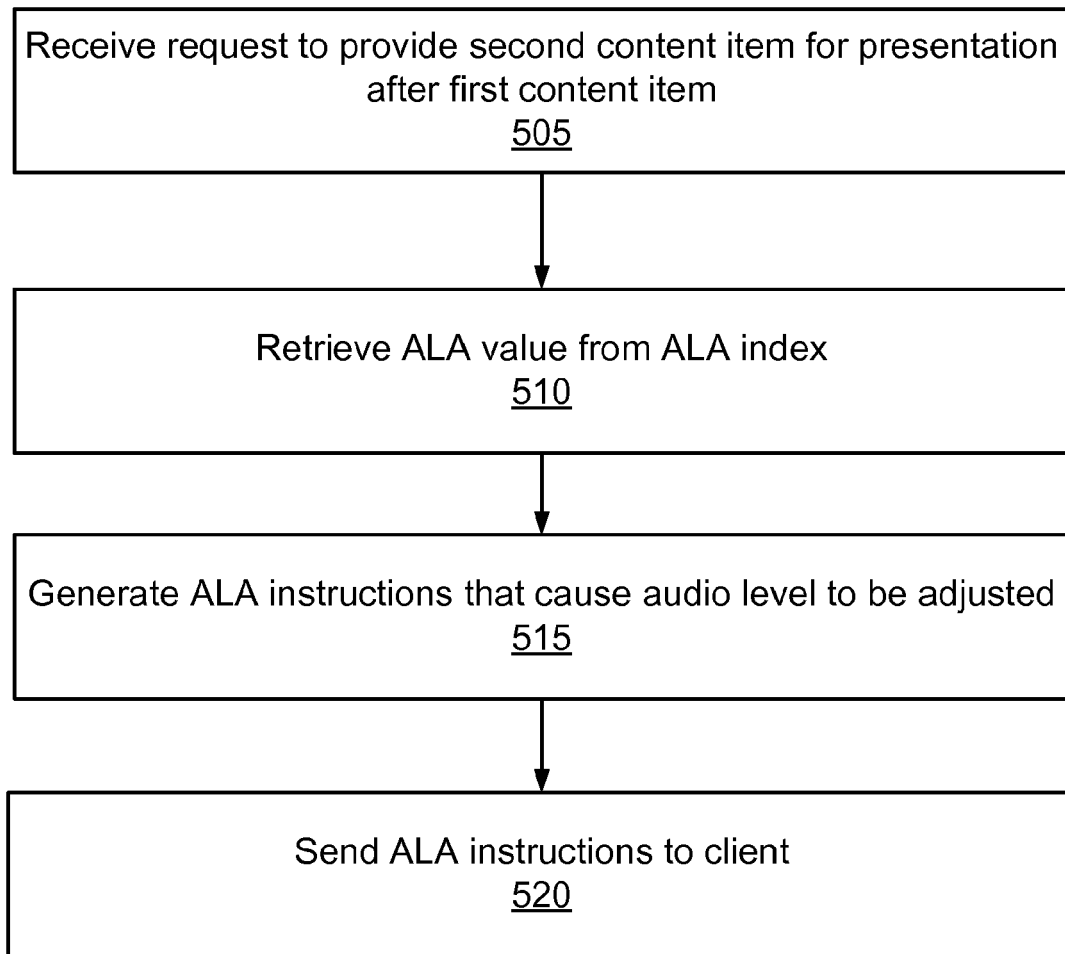 Receive request to provide second content item for presentation
after first content item
505
Retrieve ALA value from ALA index
510
Generate ALA instructions that cause audio level to be adjusted
515
Send ALA instructions to client
520